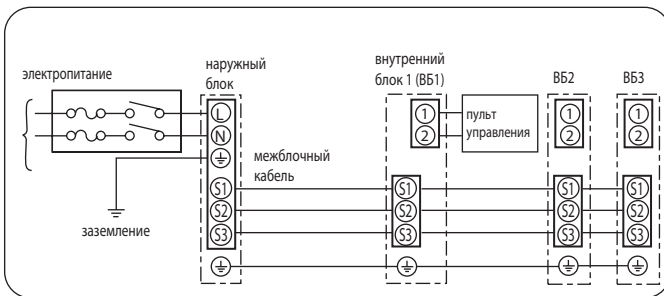 электропитание
наружный
блок
внутренний
блок 1 (ВБ1)
ВБ2
ВБ3
L
N
1
2
пульт
управления
1
2
1
2
межблочный
кабель
заземление
S1
S2
S3
S1
S2
S3
S1
S2
S3
S1
S2
S3